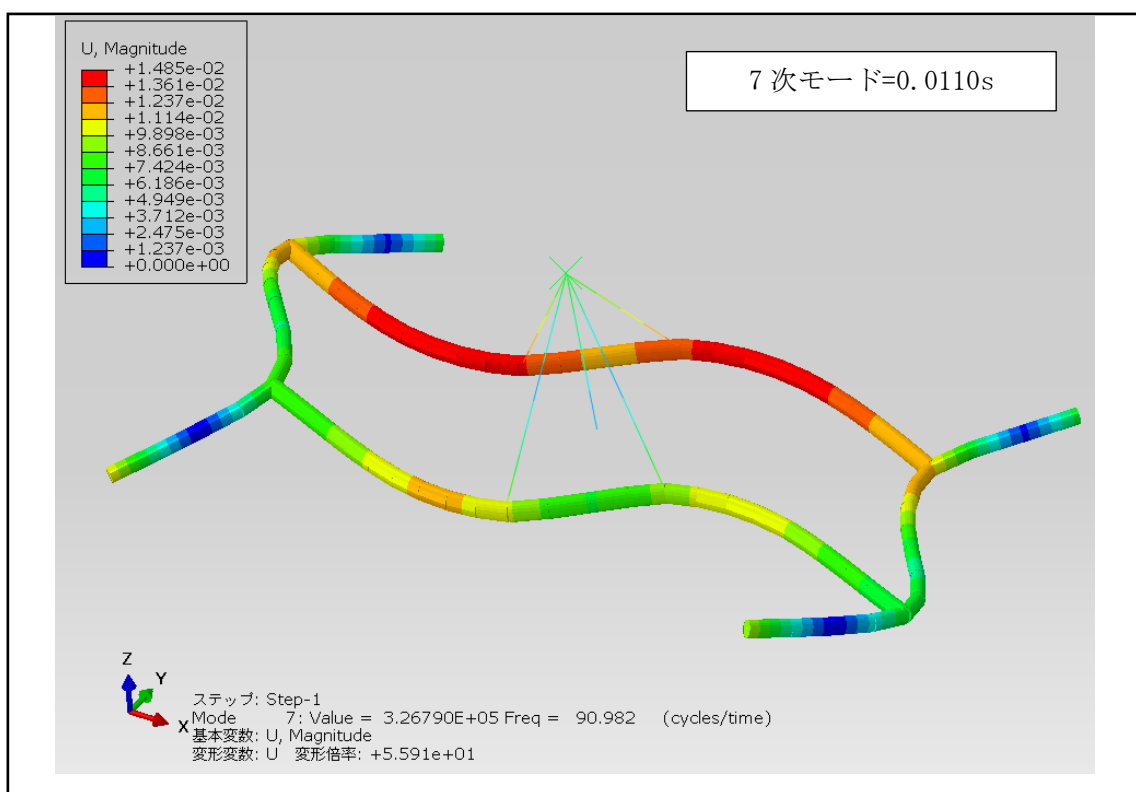 U, Magnitude
+1.485e-02
+1.361e-02
+1.237e-02
+1.114e-02
+9.898e-03
+8.661e-03
+7.424e-03
+6.186e-03
+4.949e-03
+3.712e-03
+2.475e-03
+1.237e-03
+0.000e+00
7次モード=0.0110s
Z
Y
X
ステップ: Step-1
Mode 7: Value = 3.26790E+05 Freq = 90.982 (cycles/time)
基本変数: U, Magnitude
変形変数: U 変形倍率: +5.591e+01